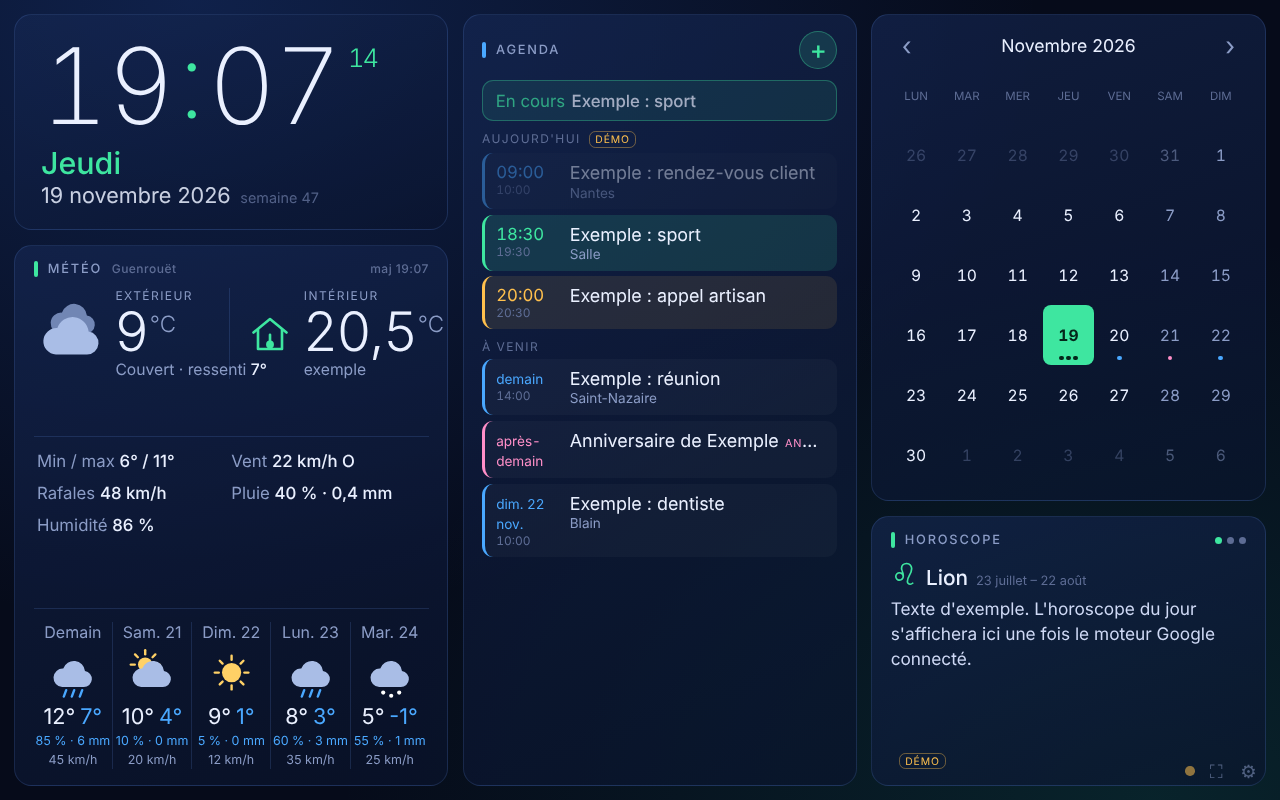 19:07 14
Jeudi
19 novembre 2026 semaine 47
MÉTÉO Guenrouët maj 19:07
EXTÉRIEUR
9°C
Couvert · ressenti 7°
INTÉRIEUR
20,5°C
exemple
Min / max 6° / 11° Vent 22 km/h O
Rafales 48 km/h Pluie 40 % · 0,4 mm
Humidité 86 %
Demain Sam. 21 Dim. 22 Lun. 23 Mar. 24
12° 7° 10° 4° 9° 1° 8° 3° 5° -1°
85 % · 6 mm 10 % · 0 mm 5 % · 0 mm 60 % · 3 mm 55 % · 1 mm
45 km/h 20 km/h 12 km/h 35 km/h 25 km/h
AGENDA +
En cours Exemple : sport
AUJOURD'HUI DÉMO
09:00 Exemple : rendez-vous client
10:00 Nantes
18:30 Exemple : sport
19:30 Salle
20:00 Exemple : appel artisan
20:30
À VENIR
demain Exemple : réunion
14:00 Saint-Nazaire
après- Anniversaire de Exemple AN...
demain
dim. 22 Exemple : dentiste
nov. Blain
10:00
‹ Novembre 2026 ›
LUN MAR MER JEU VEN SAM DIM
26 27 28 29 30 31 1
2 3 4 5 6 7 8
9 10 11 12 13 14 15
16 17 18 19 20 21 22
23 24 25 26 27 28 29
30 1 2 3 4 5 6
HOROSCOPE
♌ Lion 23 juillet – 22 août
Texte d'exemple. L'horoscope du jour
s'affichera ici une fois le moteur Google
connecté.
DÉMO